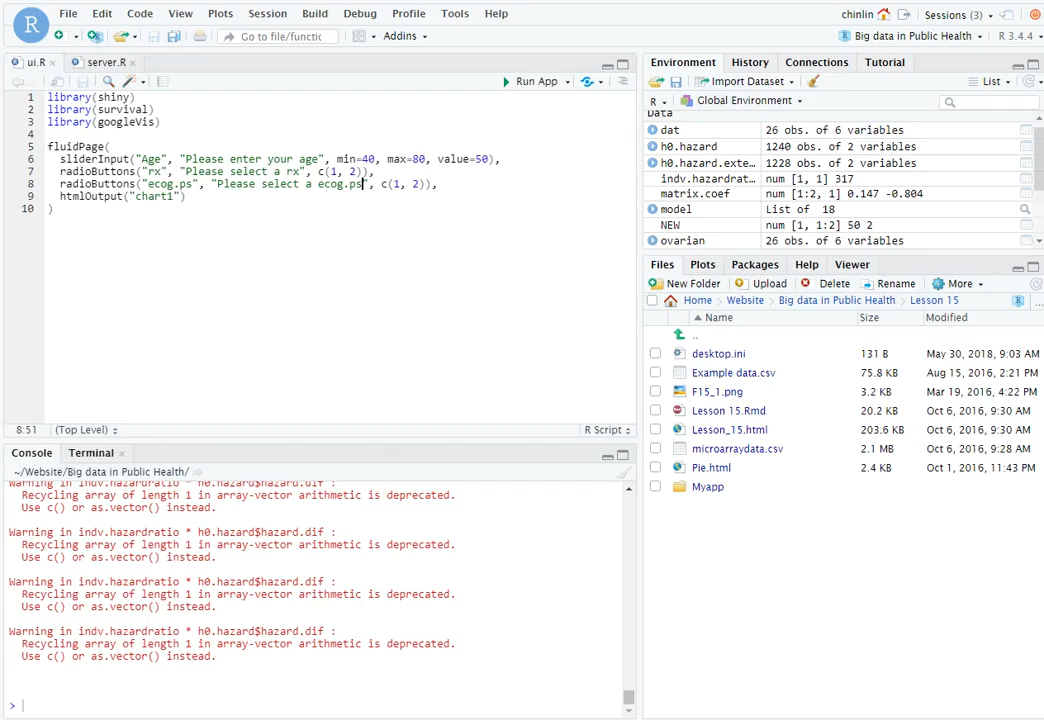 File Edit Code View Plots Session Build Debug Profile Tools Help
chinlin Sessions (3)
R
Go to file/functic
Addins
Big data in Public Health
R 3.4.4
ui.R
server.R
Run App
1 library(shiny)
2 library(survival)
3 library(googleVis)
4
5 fluidPage(
6 sliderInput("Age", "Please enter your age", min=40, max=80, value=50),
7 radioButtons("rx", "Please select a rx", c(1, 2)),
8 radioButtons("ecog.ps", "Please select a ecog.ps", c(1, 2)),
9 htmlOutput("chart1")
10 )
8:51 (Top Level) R Script
Console Terminal
~/Website/Big data in Public Health/
Warning in indv.hazardratio * h0.hazard$hazard.dif :
Recycling array of length 1 in array-vector arithmetic is deprecated.
Use c() or as.vector() instead.
Warning in indv.hazardratio * h0.hazard$hazard.dif :
Recycling array of length 1 in array-vector arithmetic is deprecated.
Use c() or as.vector() instead.
Warning in indv.hazardratio * h0.hazard$hazard.dif :
Recycling array of length 1 in array-vector arithmetic is deprecated.
Use c() or as.vector() instead.
Warning in indv.hazardratio * h0.hazard$hazard.dif :
Recycling array of length 1 in array-vector arithmetic is deprecated.
Use c() or as.vector() instead.
>
Environment History Connections Tutorial
Import Dataset List
R Global Environment
Data
dat 26 obs. of 6 variables
h0.hazard 1240 obs. of 2 variables
h0.hazard.exte... 1228 obs. of 2 variables
indv.hazardrat... num [1, 1] 317
matrix.coef num [1:2, 1] 0.147 -0.804
model List of 18
NEW num [1, 1:2] 50 2
ovarian 26 obs. of 6 variables
Files Plots Packages Help Viewer
New Folder Upload Delete Rename More
Home Website Big data in Public Health Lesson 15 ...
Name Size Modified
..
desktop.ini 131 B May 30, 2018, 9:03 AM
Example data.csv 75.8 KB Aug 15, 2016, 2:21 PM
F15_1.png 3.2 KB Mar 19, 2016, 4:22 PM
Lesson 15.Rmd 20.2 KB Oct 6, 2016, 9:30 AM
Lesson_15.html 203.6 KB Oct 6, 2016, 9:30 AM
microarraydata.csv 2.1 MB Oct 6, 2016, 9:28 AM
Pie.html 2.4 KB Oct 1, 2016, 11:43 PM
Myapp